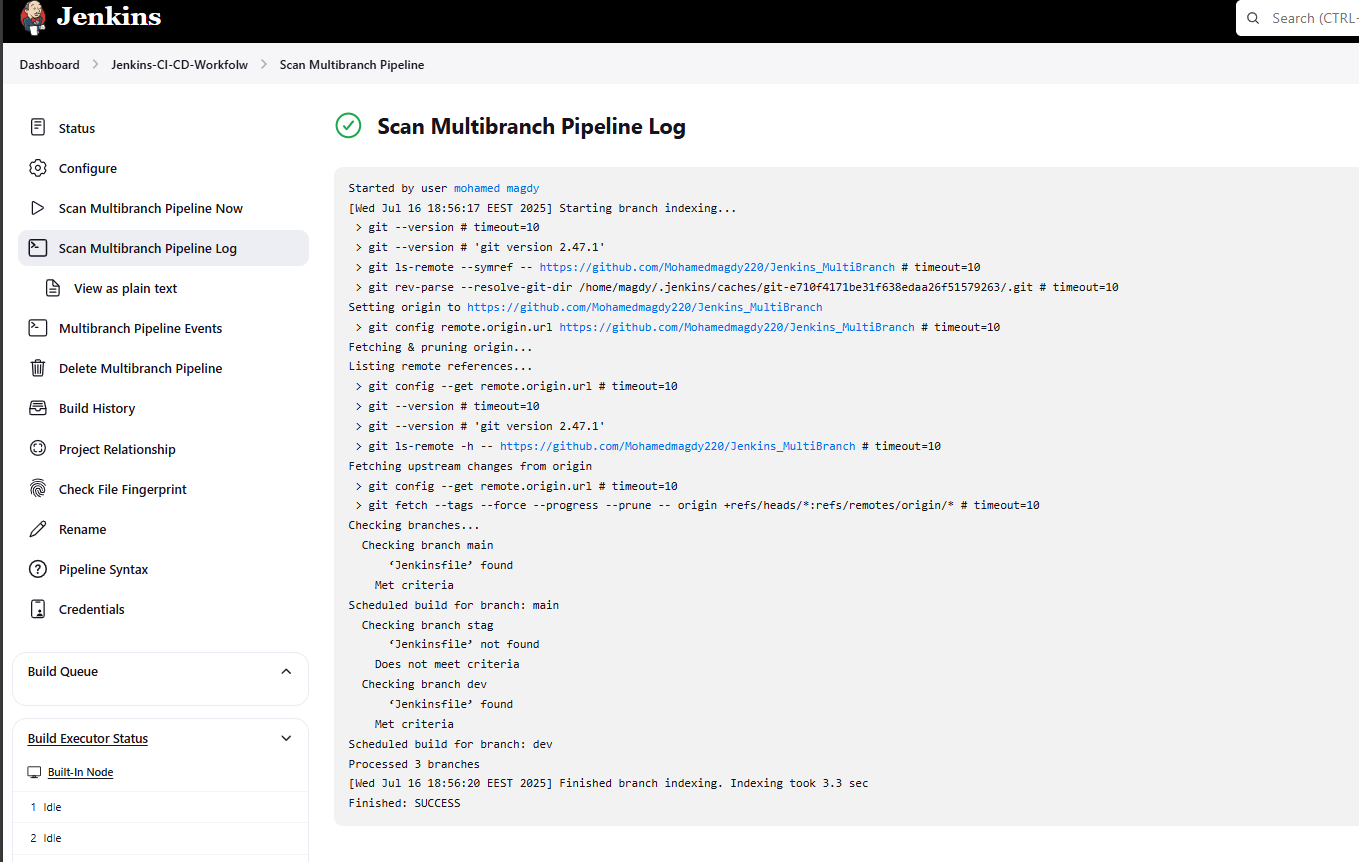 Jenkins
Search (CTRL+
Dashboard > Jenkins-CI-CD-Workfolw > Scan Multibranch Pipeline
Status
Configure
Scan Multibranch Pipeline Now
Scan Multibranch Pipeline Log
View as plain text
Multibranch Pipeline Events
Delete Multibranch Pipeline
Build History
Project Relationship
Check File Fingerprint
Rename
Pipeline Syntax
Credentials
Build Queue
Build Executor Status
Built-In Node
1 Idle
2 Idle
Scan Multibranch Pipeline Log
Started by user mohamed magdy
[Wed Jul 16 18:56:17 EEST 2025] Starting branch indexing...
> git --version # timeout=10
> git --version # 'git version 2.47.1'
> git ls-remote --symref -- https://github.com/Mohamedmagdy220/Jenkins_MultiBranch # timeout=10
> git rev-parse --resolve-git-dir /home/magdy/.jenkins/caches/git-e710f4171be31f638edaa26f51579263/.git # timeout=10
Setting origin to https://github.com/Mohamedmagdy220/Jenkins_MultiBranch
> git config remote.origin.url https://github.com/Mohamedmagdy220/Jenkins_MultiBranch # timeout=10
Fetching & pruning origin...
Listing remote references...
> git config --get remote.origin.url # timeout=10
> git --version # timeout=10
> git --version # 'git version 2.47.1'
> git ls-remote -h -- https://github.com/Mohamedmagdy220/Jenkins_MultiBranch # timeout=10
Fetching upstream changes from origin
> git config --get remote.origin.url # timeout=10
> git fetch --tags --force --progress --prune -- origin +refs/heads/*:refs/remotes/origin/* # timeout=10
Checking branches...
Checking branch main
‘Jenkinsfile’ found
Met criteria
Scheduled build for branch: main
Checking branch stag
‘Jenkinsfile’ not found
Does not meet criteria
Checking branch dev
‘Jenkinsfile’ found
Met criteria
Scheduled build for branch: dev
Processed 3 branches
[Wed Jul 16 18:56:20 EEST 2025] Finished branch indexing. Indexing took 3.3 sec
Finished: SUCCESS